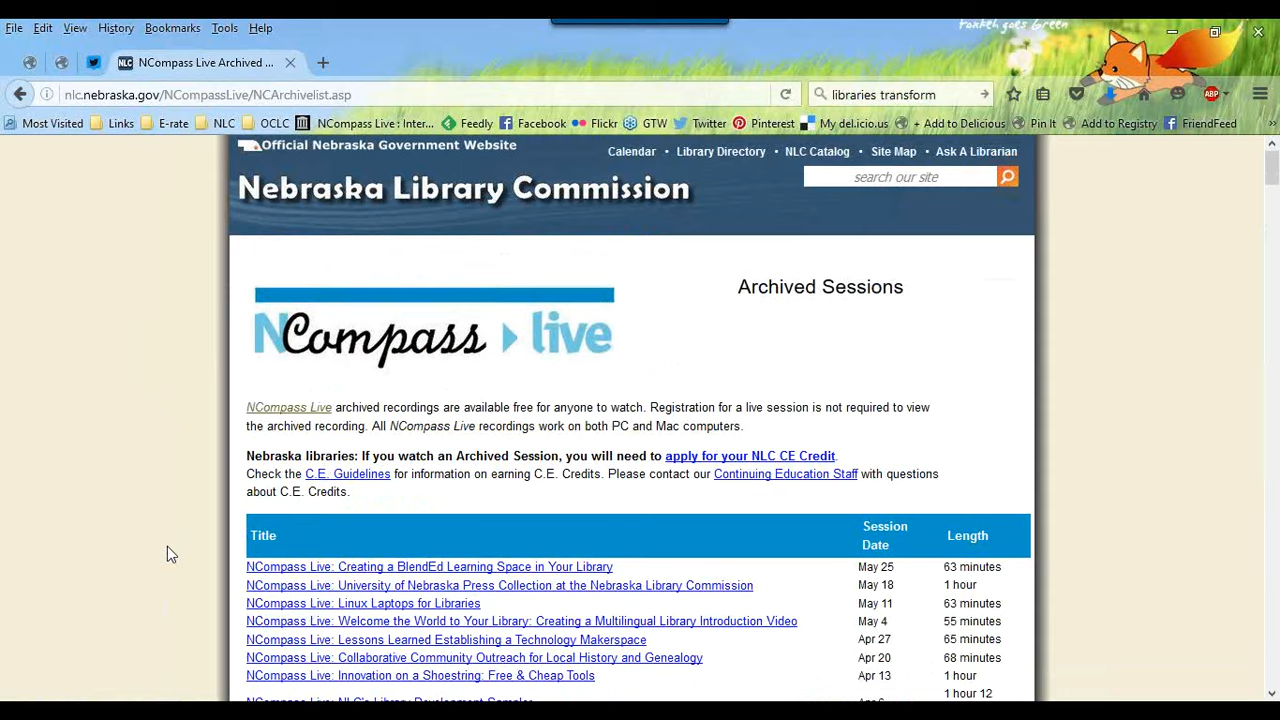 Foxkeh goes Green
File Edit View History Bookmarks Tools Help
NLC NCompass Live Archived ...
nlc.nebraska.gov/NCompassLive/NCArchivelist.asp
libraries transform
ABP
Most Visited Links E-rate NLC OCLC NCompass Live : Inter... Feedly Facebook Flickr GTW Twitter Pinterest My del.icio.us + Add to Delicious Pin It Add to Registry FriendFeed
Official Nebraska Government Website
Calendar • Library Directory • NLC Catalog • Site Map • Ask A Librarian
Nebraska Library Commission
search our site
Archived Sessions
NCompass live
NCompass Live archived recordings are available free for anyone to watch. Registration for a live session is not required to view
the archived recording. All NCompass Live recordings work on both PC and Mac computers.
Nebraska libraries: If you watch an Archived Session, you will need to apply for your NLC CE Credit.
Check the C.E. Guidelines for information on earning C.E. Credits. Please contact our Continuing Education Staff with questions
about C.E. Credits.
Title Session Date Length
NCompass Live: Creating a BlendEd Learning Space in Your Library May 25 63 minutes
NCompass Live: University of Nebraska Press Collection at the Nebraska Library Commission May 18 1 hour
NCompass Live: Linux Laptops for Libraries May 11 63 minutes
NCompass Live: Welcome the World to Your Library: Creating a Multilingual Library Introduction Video May 4 55 minutes
NCompass Live: Lessons Learned Establishing a Technology Makerspace Apr 27 65 minutes
NCompass Live: Collaborative Community Outreach for Local History and Genealogy Apr 20 68 minutes
NCompass Live: Innovation on a Shoestring: Free & Cheap Tools Apr 13 1 hour
1 hour 12
NCompass Live: NLC's Library Development Sampler